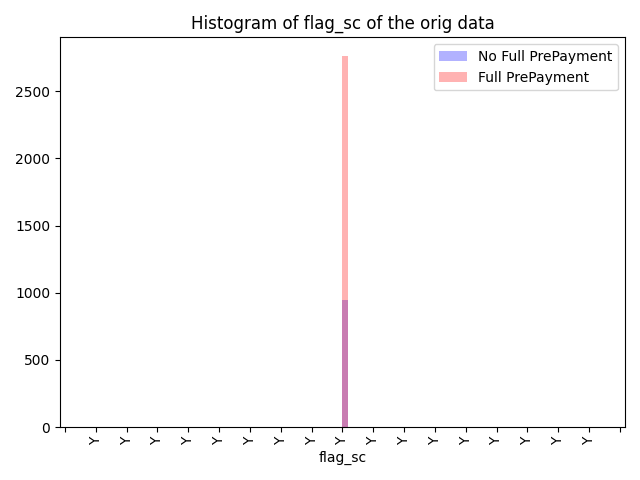 Histogram of flag_sc of the orig data
No Full PrePayment
Full PrePayment
2500
2000
1500
1000
500
0
Y Y Y Y Y Y Y Y Y Y Y Y Y Y Y Y Y
flag_sc